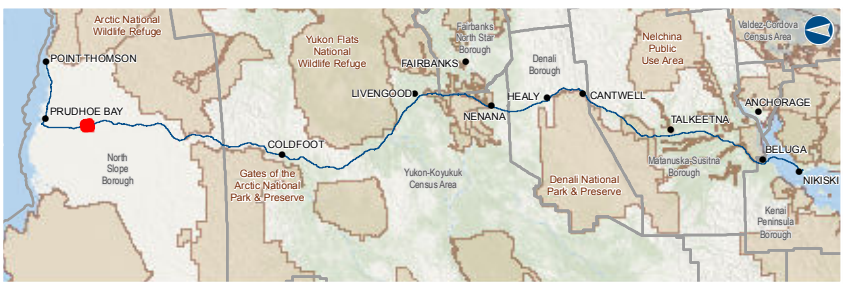 Arctic National
Wildlife Refuge
POINT THOMSON
PRUDHOE BAY
North
Slope
Borough
COLDFOOT
Gates of the
Arctic National
Park & Preserve
Yukon Flats
National
Wildlife Refuge
LIVENGOOD
FAIRBANKS
Fairbanks
North Star
Borough
NENANA
Yukon-Koyukuk
Census Area
HEALY
Denali
Borough
CANTWELL
Denali National
Park & Preserve
Nelchina
Public
Use Area
TALKEETNA
Matanuska-Susitna
Borough
Valdez-Cordova
Census Area
ANCHORAGE
BELUGA
NIKISKI
Kenai
Peninsula
Borough